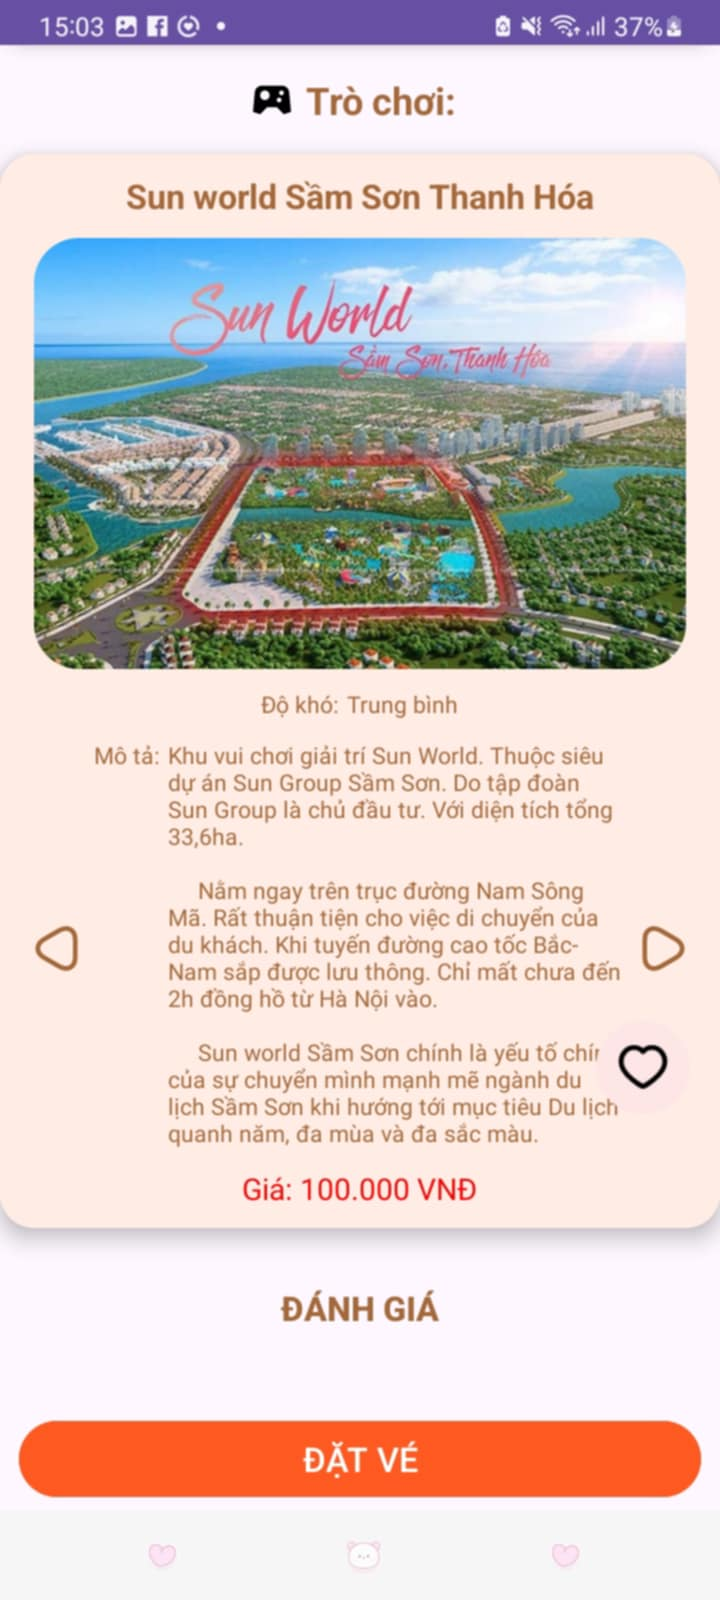 15:03
37%
Trò chơi:
Sun world Sầm Sơn Thanh Hóa
Sun World
Sầm Sơn, Thanh Hóa
Độ khó: Trung bình
Mô tả: Khu vui chơi giải trí Sun World. Thuộc siêu
dự án Sun Group Sầm Sơn. Do tập đoàn
Sun Group là chủ đầu tư. Với diện tích tổng
33,6ha.
Nằm ngay trên trục đường Nam Sông
Mã. Rất thuận tiện cho việc di chuyển của
du khách. Khi tuyến đường cao tốc Bắc-
Nam sắp được lưu thông. Chỉ mất chưa đến
2h đồng hồ từ Hà Nội vào.
Sun world Sầm Sơn chính là yếu tố
của sự chuyển mình mạnh mẽ ngành du
lịch Sầm Sơn khi hướng tới mục tiêu Du lịch
quanh năm, đa mùa và đa sắc màu.
Giá: 100.000 VNĐ
ĐÁNH GIÁ
ĐẶT VÉ